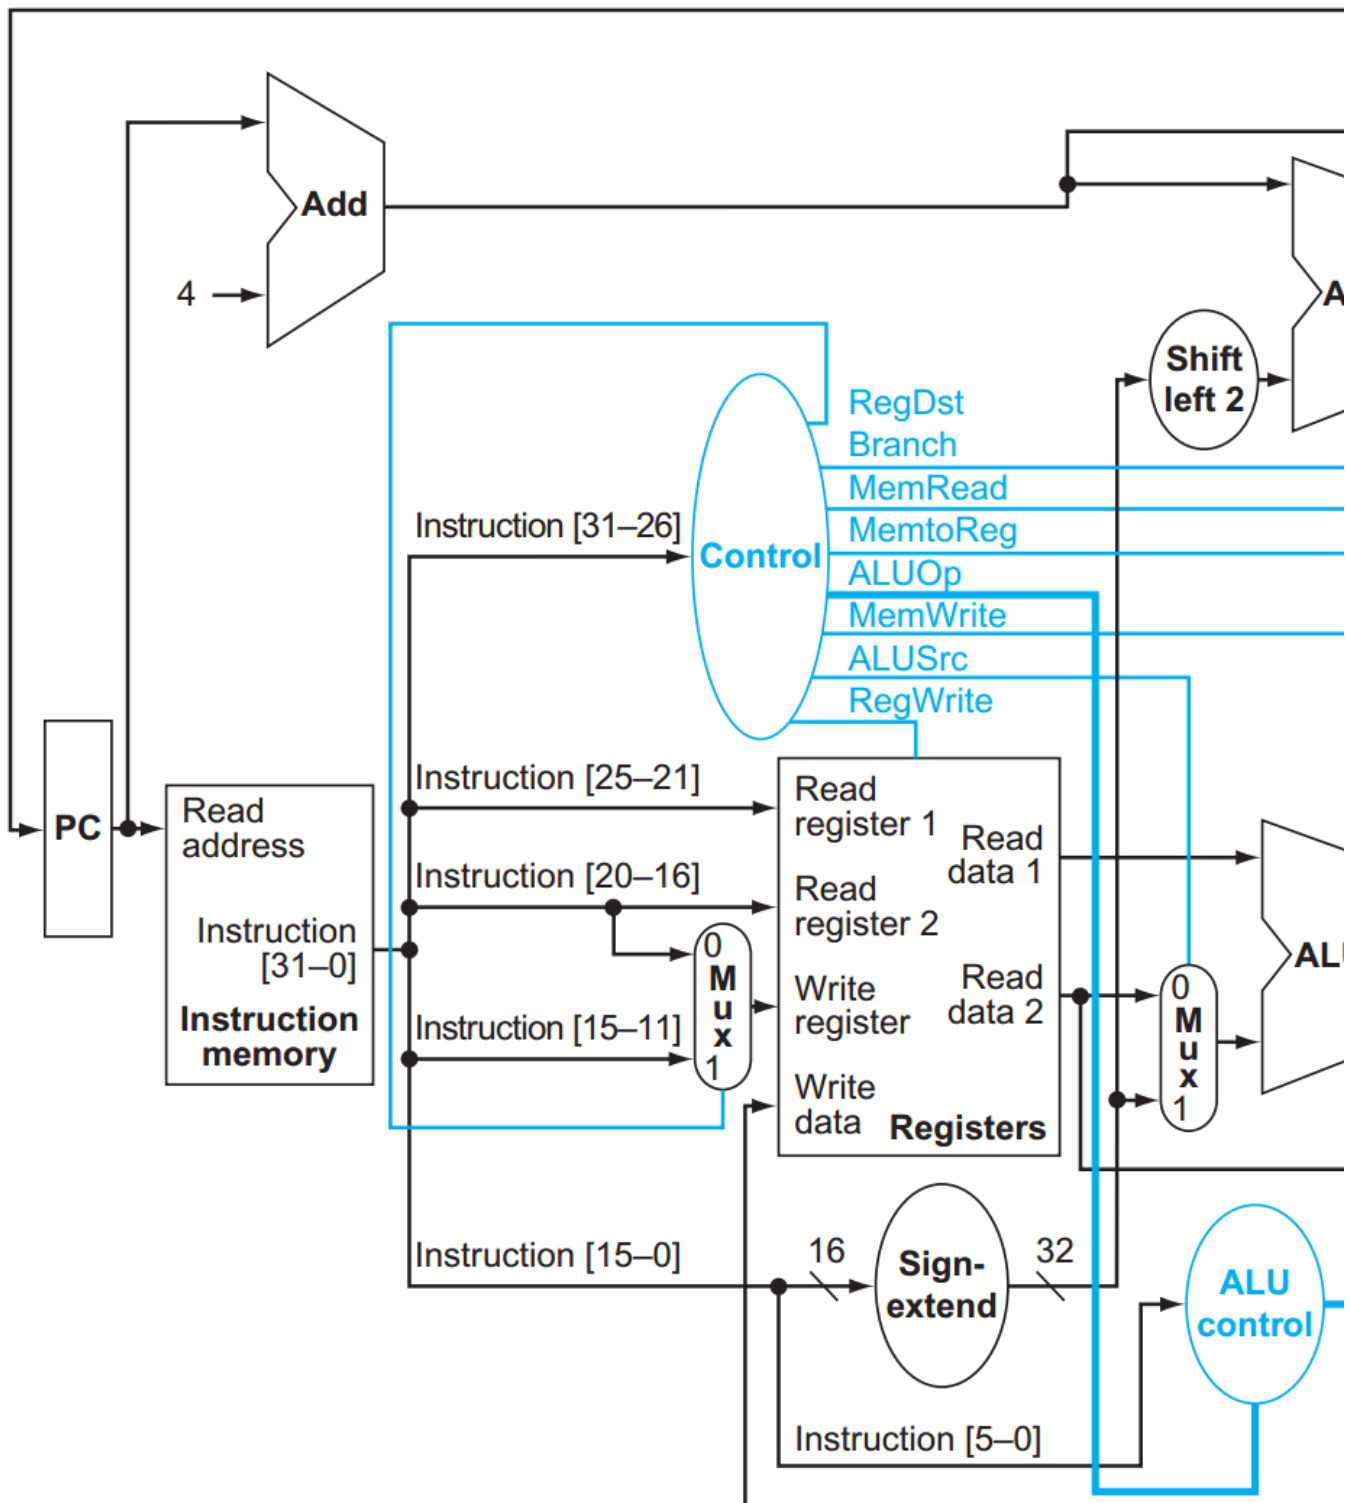 Add
4
A
Shift
left 2
RegDst
Branch
MemRead
MemtoReg
ALUOp
MemWrite
ALUSrc
RegWrite
Instruction [31–26]
Control
PC
Read
address
Instruction
[31–0]
Instruction
memory
Instruction [25–21]
Instruction [20–16]
Instruction [15–11]
0
M
u
x
1
Read
register 1
Read
register 2
Write
register
Write
data
Read
data 1
Read
data 2
Registers
0
M
u
x
1
ALU
Instruction [15–0]
16
Sign-
extend
32
ALU
control
Instruction [5–0]